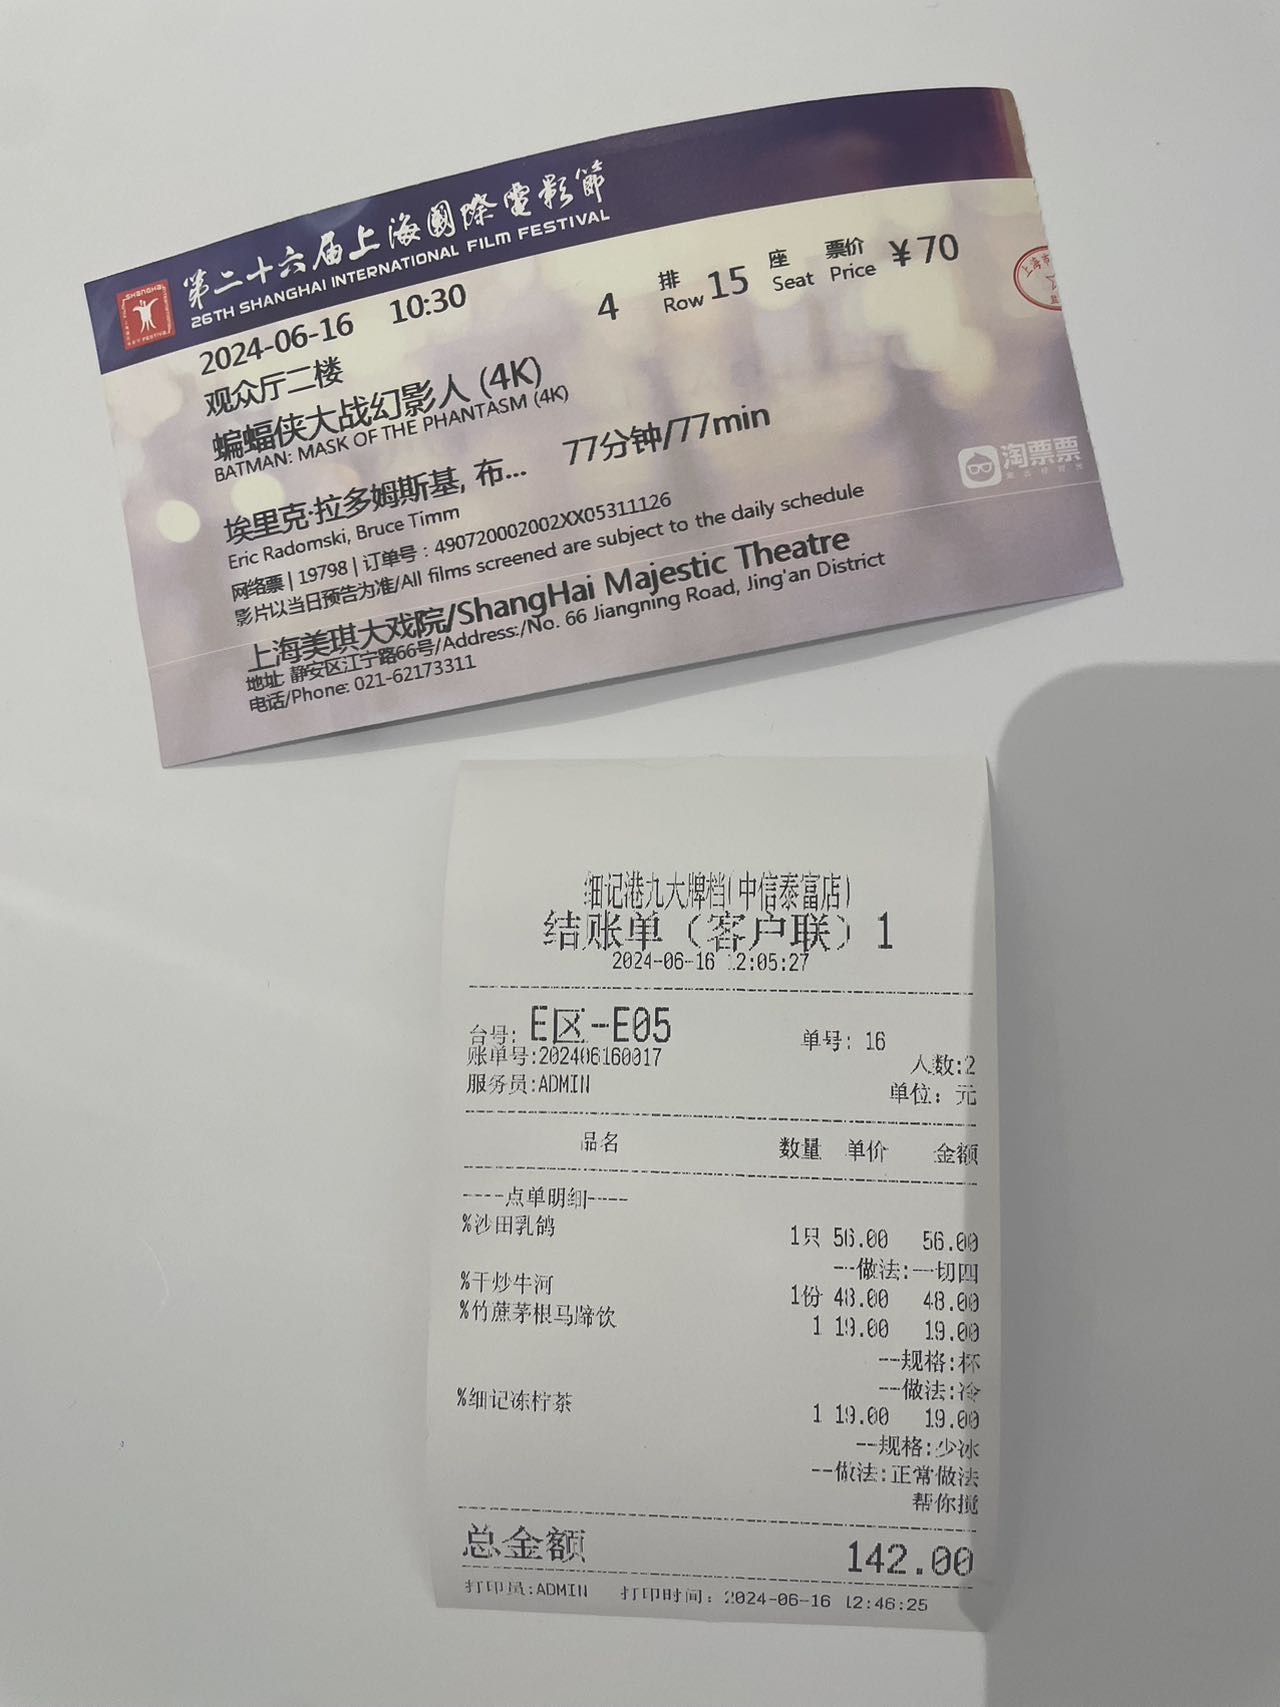 第二十六届上海國際電影節
26TH SHANGHAI INTERNATIONAL FILM FESTIVAL
2024-06-16 10:30
4 排 Row 15 座 Seat 票价 Price ¥70
观众厅二楼
蝙蝠侠大战幻影人 (4K)
BATMAN: MASK OF THE PHANTASM (4K)
埃里克·拉多姆斯基, 布... 77分钟/77min
Eric Radomski, Bruce Timm
淘票票
网络票 | 19798 | 订单号：490720002002XX05311126
影片以当日预告为准/All films screened are subject to the daily schedule
上海美琪大戏院/ShangHai Majestic Theatre
地址: 静安区江宁路66号/Address:/No. 66 Jiangning Road, Jing'an District
电话/Phone: 021-62173311
细记港九大牌档(中信泰富店)
结账单（客户联）1
2024-06-16 12:05:27
台号: E区-E05 单号: 16
账单号:202406160017 人数:2
服务员:ADMIN 单位: 元
品名 数量 单价 金额
----点单明细----
%沙田乳鸽 1只 56.00 56.00
--做法:一切四
%干炒牛河 1份 48.00 48.00
%竹蔗茅根马蹄饮 1 19.00 19.00
--规格:杯
--做法:冷
%细记冻柠茶 1 19.00 19.00
--规格:少冰
--做法:正常做法
帮你搅
总金额 142.00
打印员:ADMIN 打印时间: 2024-06-16 12:46:25